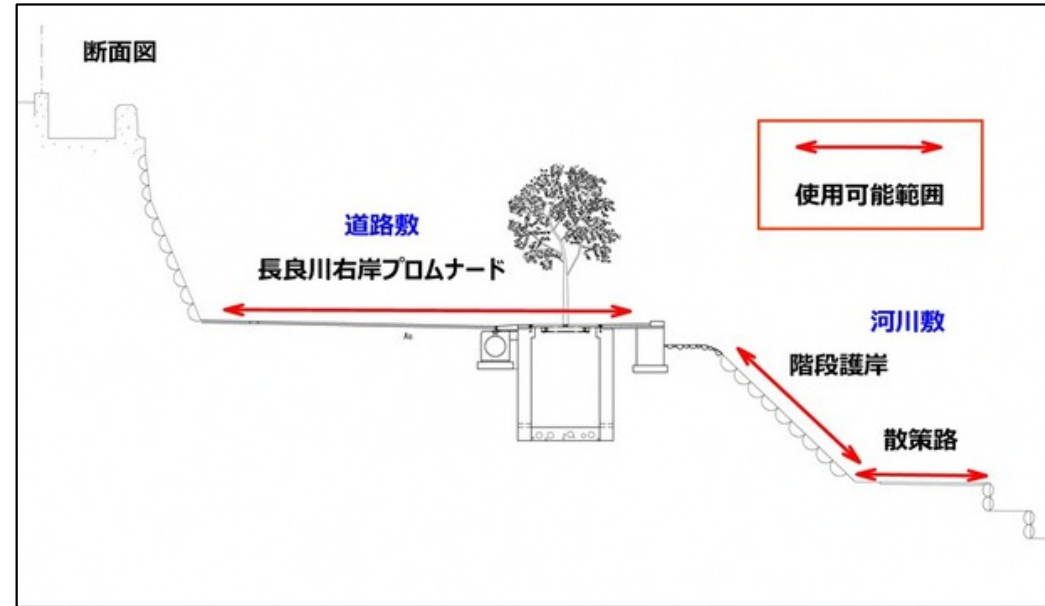 断面図
使用可能範囲
道路敷
長良川右岸プロムナード
As
河川敷
階段護岸
散策路